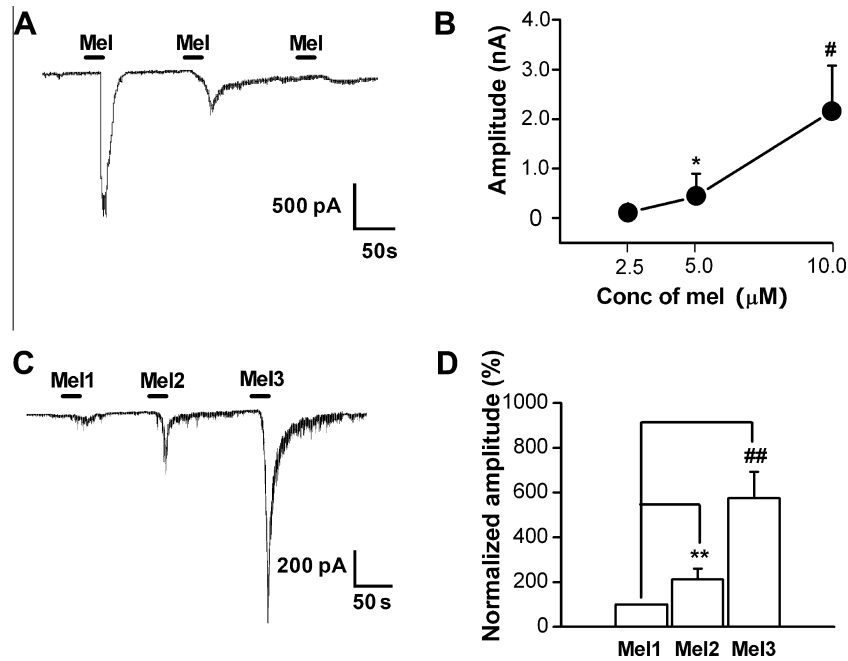 A
Mel Mel Mel
500 pA
50s
B
Amplitude (nA)
4.0
3.0
2.0
1.0
0
*
#
2.5 5.0 10.0
Conc of mel (μM)
C
Mel1 Mel2 Mel3
200 pA
50 s
D
Normalized amplitude (%)
1000
800
600
400
200
0
**
##
Mel1 Mel2 Mel3